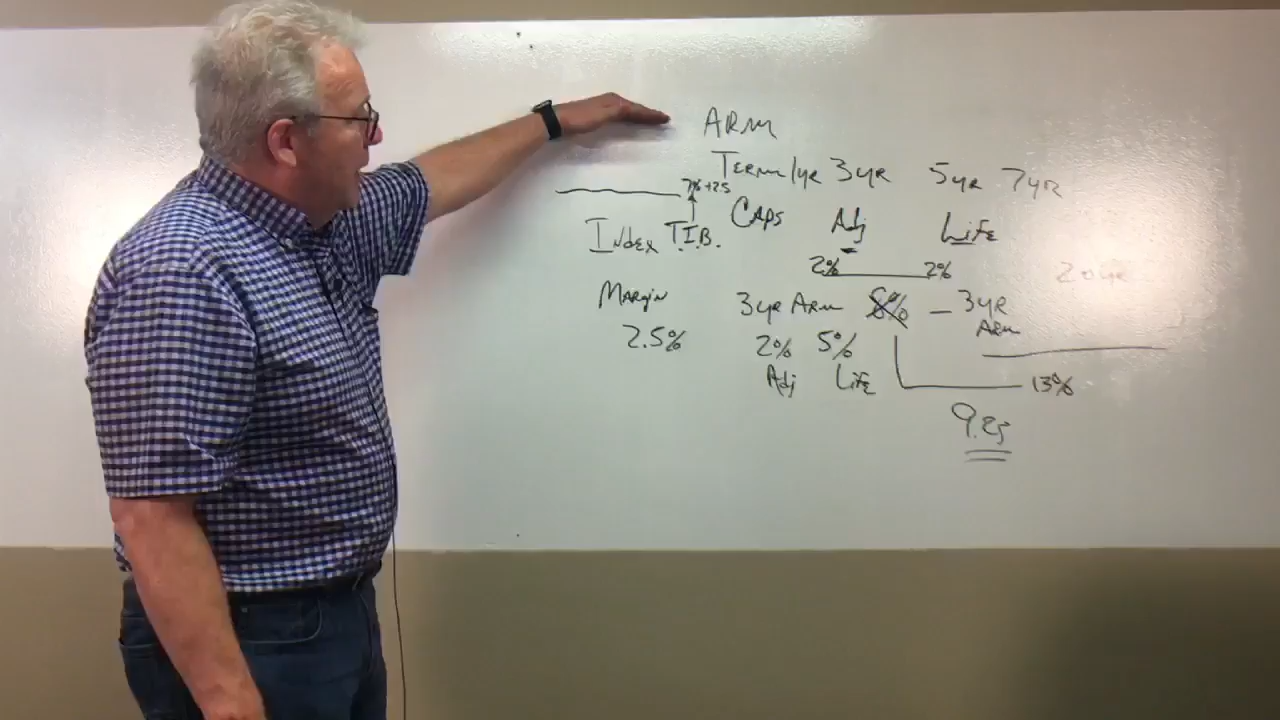 ARM
Term 1yr 3yr 5yr 7yr
Index T.I.B. CAPs Adj Life
2% 2%
Margin 3yr Arm 8% - 3yr Arm
2.5% 2% 5%
Adj Life 13%
9.25